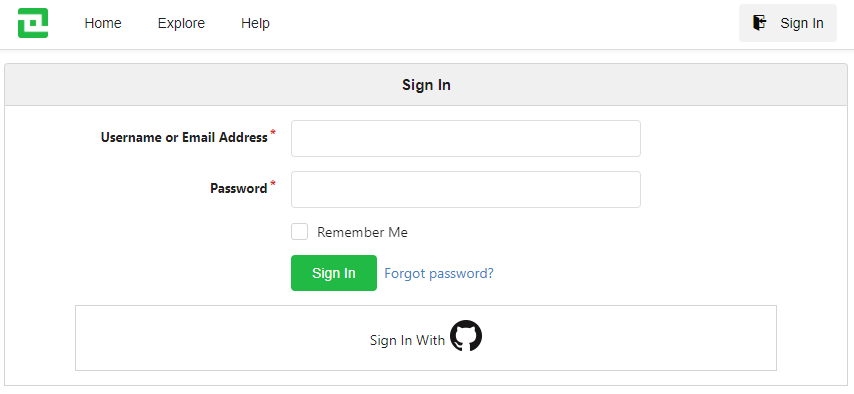 Home Explore Help Sign In
Sign In
Username or Email Address *
Password *
Remember Me
Sign In Forgot password?
Sign In With